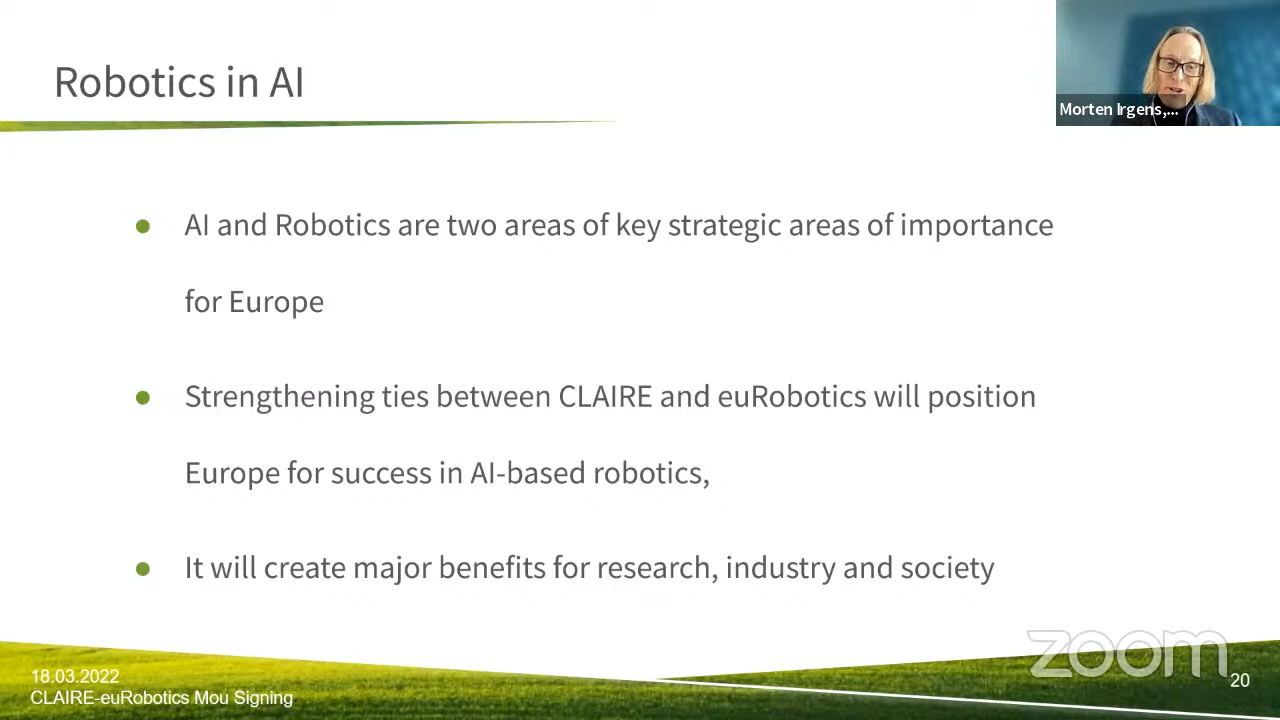 Robotics in AI
Morten Irgens,...
AI and Robotics are two areas of key strategic areas of importance
for Europe
Strengthening ties between CLAIRE and euRobotics will position
Europe for success in AI-based robotics,
It will create major benefits for research, industry and society
zoom
18.03.2022
CLAIRE-euRobotics Mou Signing
20